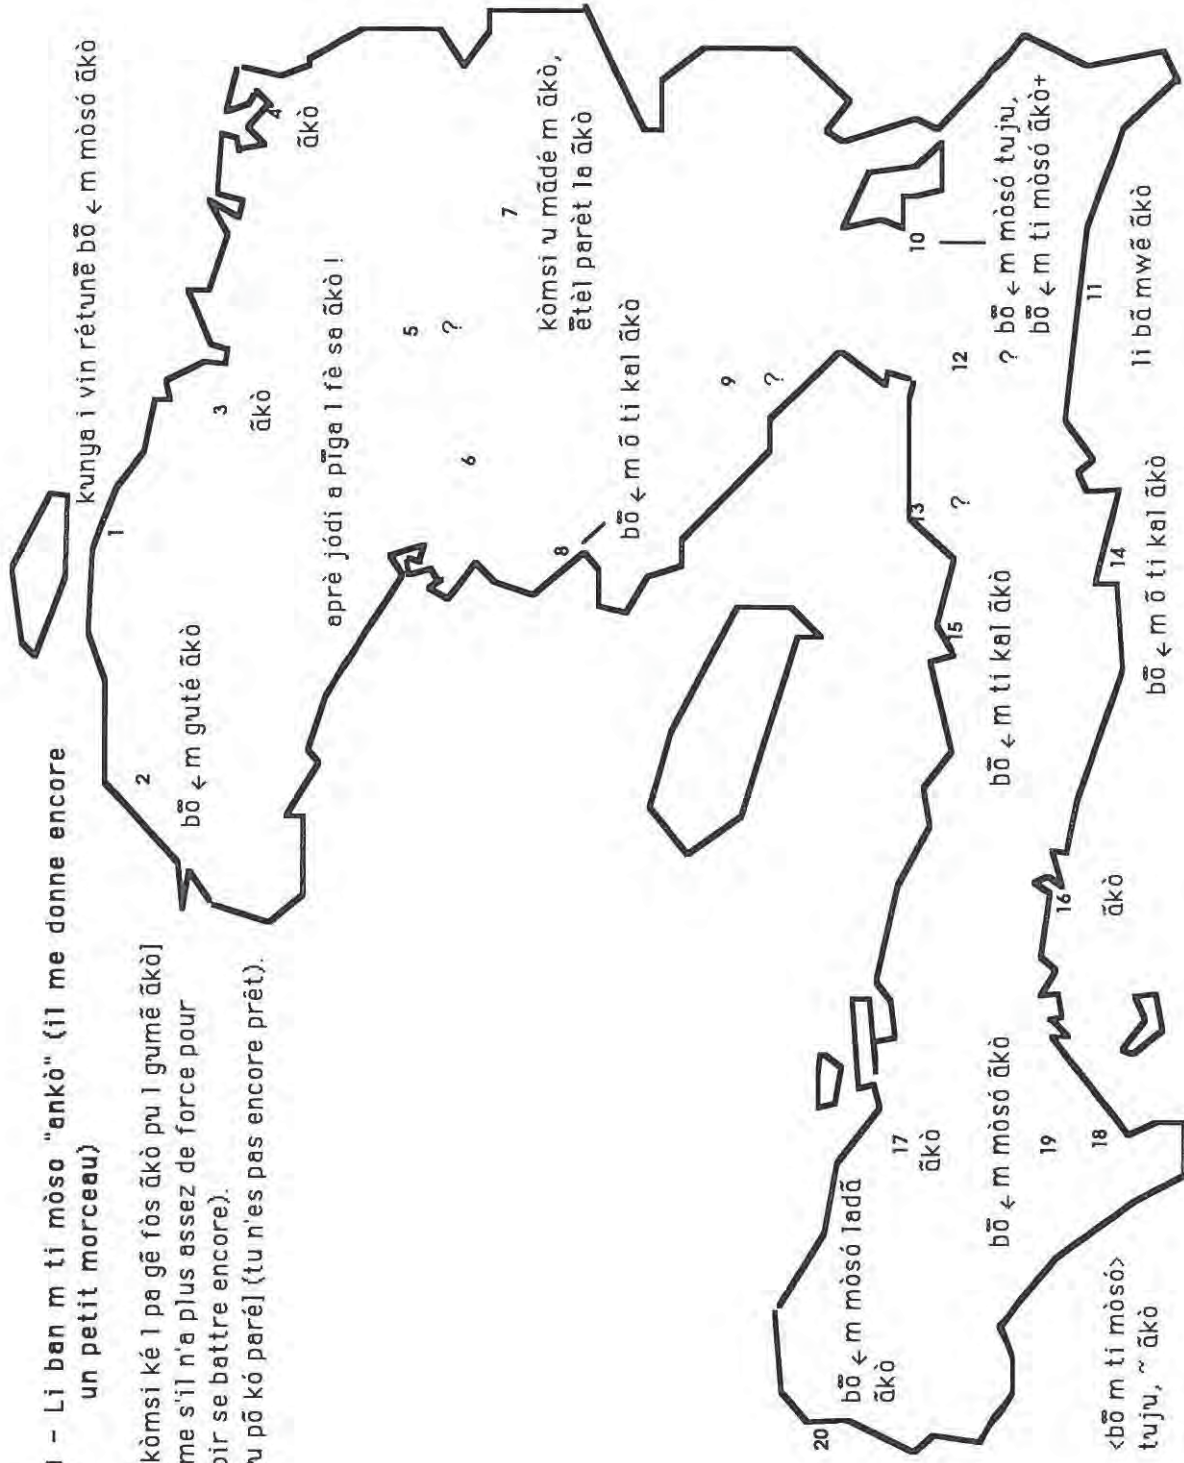 – Li ban m ti mòso "ankò" (il me donne encore
un petit morceau)
kòmsi ké l pa gẽ fòs ãkò pu l gumẽ ãkò]
s'il n'a plus assez de force pour
se battre encore).
põ kó paré] (tu n'es pas encore prêt).
kunya i vin rétunẽ bõ ← m mòsó ãkò
1
2
bõ ← m guté ãkò
3
ãkò
4
ãkò
aprè jódi a pĩga l fè sa ãkò !
5
?
6
7
kòmsi u mãdé m ãkò,
ẽtèl parèt la ãkò
8
bõ ← m õ ti kal ãkò
9
?
10
? bõ ← m mòsó tuju,
bõ ← m ti mòsó ãkò+
11
li bã mwẽ ãkò
12
13
?
14
bõ ← m õ ti kal ãkò
15
bõ ← m ti kal ãkò
16
ãkò
17
ãkò
18
19
bõ ← m mòsó ãkò
20
bõ ← m mòsó ladã
ãkò
<bõ m ti mòsó>
tuju, ~ ãkò